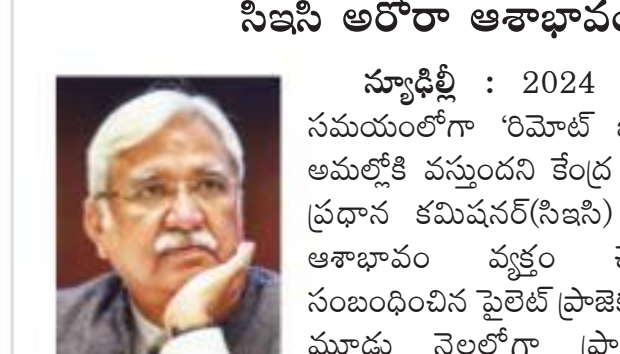 సిఇసి అరోరా ఆశాభావం
న్యూఢిల్లీ : 2024
సమయంలోగా ‘రిమోట్
అమల్లోకి వస్తుందని కేంద్ర
ప్రధాన కమిషనర్(సిఇసి)
ఆశాభావం వ్యక్తం
సంబంధించిన పైలెట్
మూడు నెలల్లోగా